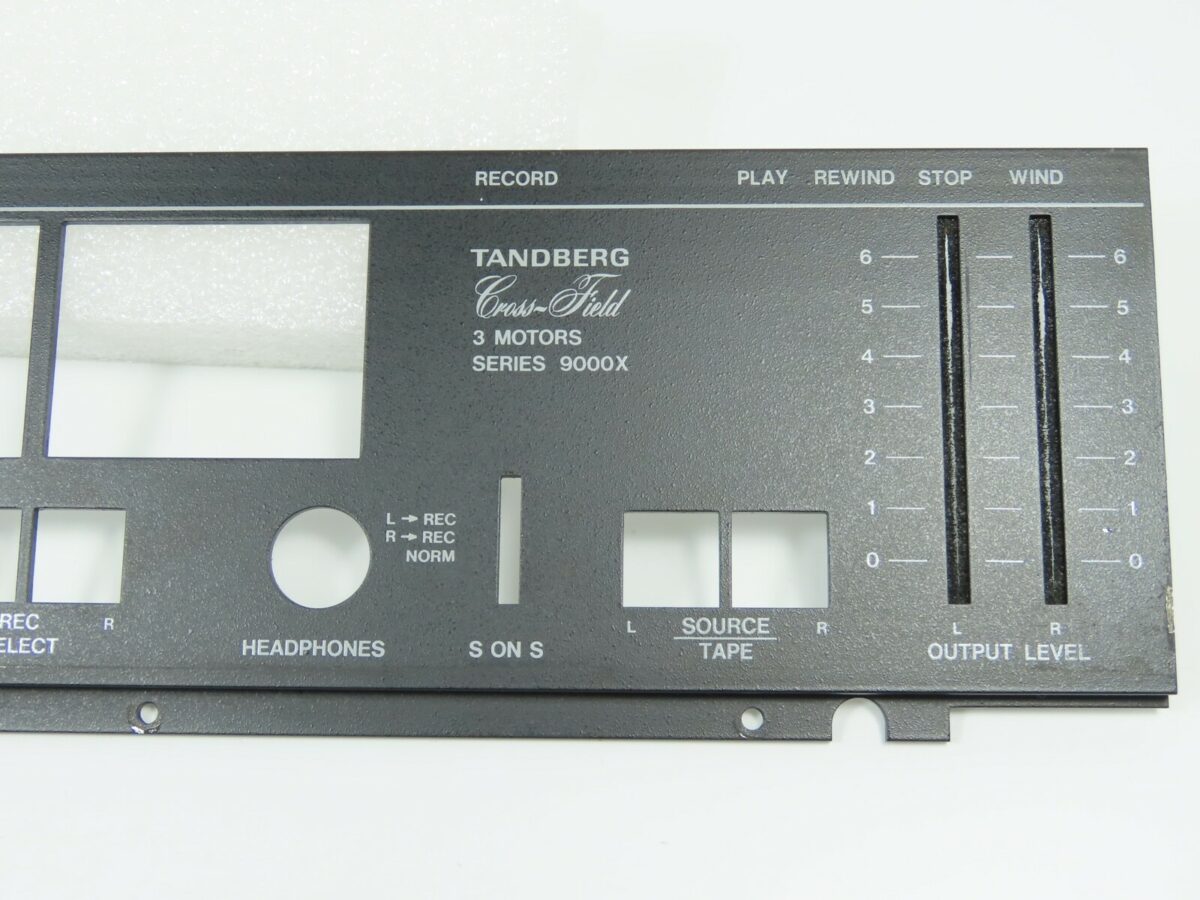 RECORD PLAY REWIND STOP WIND
TANDBERG
Cross-Field
3 MOTORS
SERIES 9000X
6 6
5 5
4 4
3 3
2 2
1 1
0 0
L → REC
R → REC
NORM
REC R
ELECT
HEADPHONES
S ON S
L SOURCE R
TAPE
L R
OUTPUT LEVEL